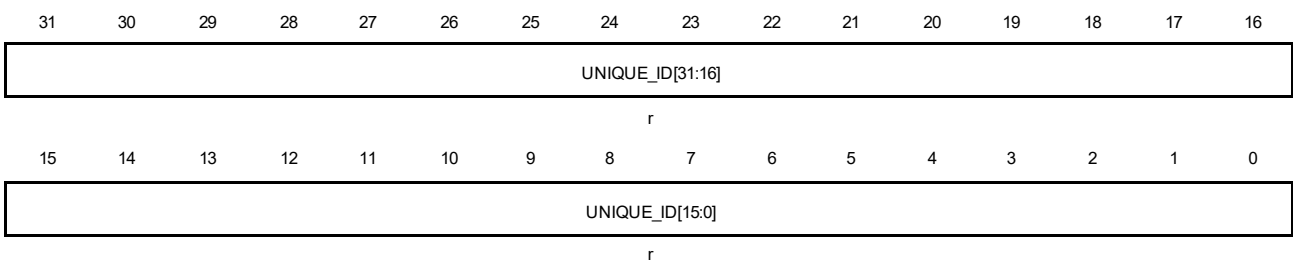 31 30 29 28 27 26 25 24 23 22 21 20 19 18 17 16
UNIQUE_ID[31:16]
r
15 14 13 12 11 10 9 8 7 6 5 4 3 2 1 0
UNIQUE_ID[15:0]
r